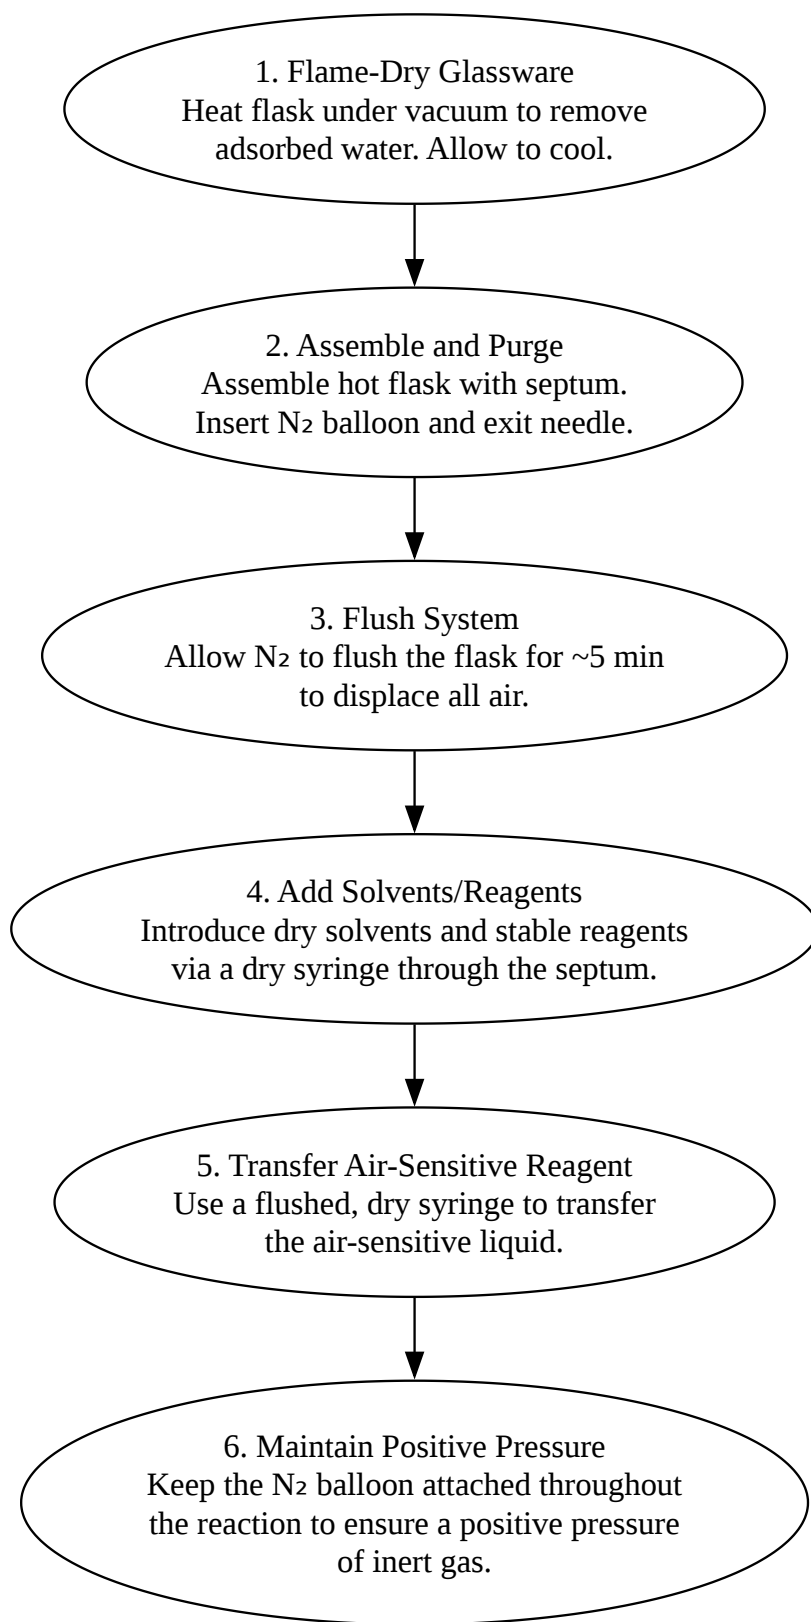 1. Flame-Dry Glassware
Heat flask under vacuum to remove
adsorbed water. Allow to cool.
2. Assemble and Purge
Assemble hot flask with septum.
Insert N₂ balloon and exit needle.
3. Flush System
Allow N₂ to flush the flask for ~5 min
to displace all air.
4. Add Solvents/Reagents
Introduce dry solvents and stable reagents
via a dry syringe through the septum.
5. Transfer Air-Sensitive Reagent
Use a flushed, dry syringe to transfer
the air-sensitive liquid.
6. Maintain Positive Pressure
Keep the N₂ balloon attached throughout
the reaction to ensure a positive pressure
of inert gas.